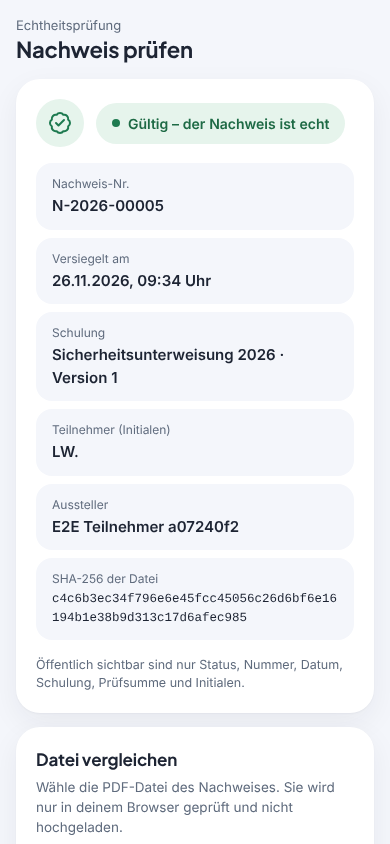 Echtheitsprüfung
Nachweis prüfen
Gültig – der Nachweis ist echt
Nachweis-Nr.
N-2026-00005
Versiegelt am
26.11.2026, 09:34 Uhr
Schulung
Sicherheitsunterweisung 2026 ·
Version 1
Teilnehmer (Initialen)
LW.
Aussteller
E2E Teilnehmer a07240f2
SHA-256 der Datei
c4c6b3ec34f796e6e45fcc45056c26d6bf6e16
194b1e38b9d313c17d6afec985
Öffentlich sichtbar sind nur Status, Nummer, Datum,
Schulung, Prüfsumme und Initialen.
Datei vergleichen
Wähle die PDF-Datei des Nachweises. Sie wird
nur in deinem Browser geprüft und nicht
hochgeladen.